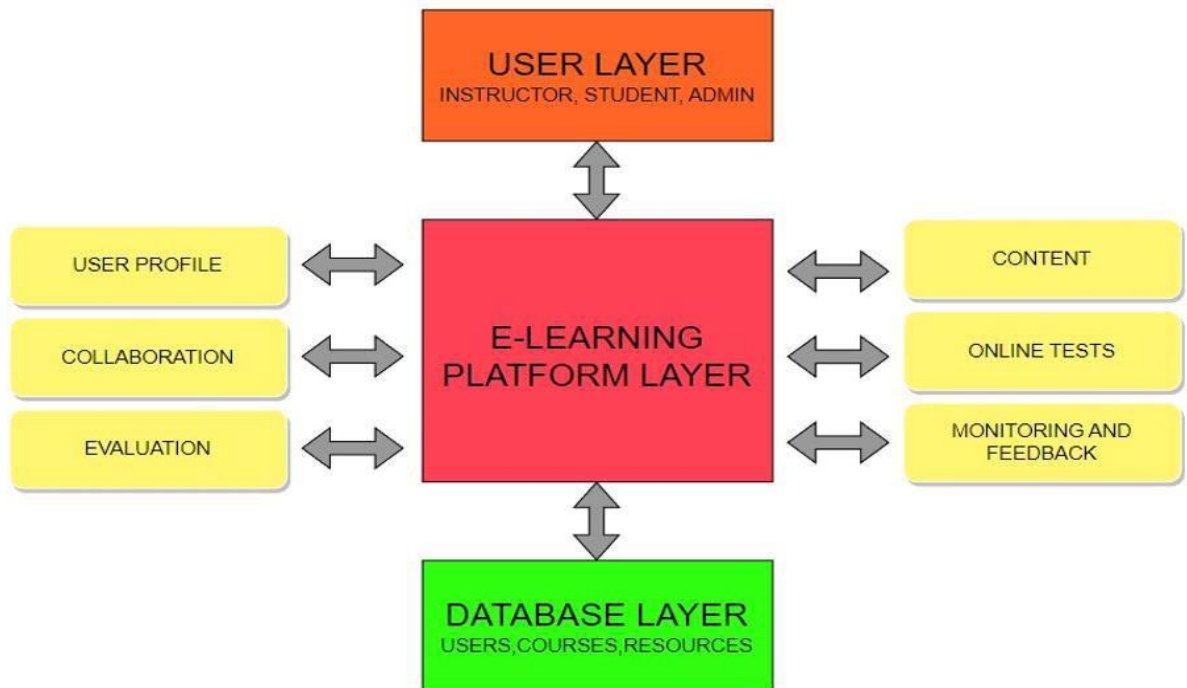 USER LAYER
INSTRUCTOR, STUDENT, ADMIN
USER PROFILE
COLLABORATION
EVALUATION
E-LEARNING
PLATFORM LAYER
CONTENT
ONLINE TESTS
MONITORING AND
FEEDBACK
DATABASE LAYER
USERS,COURSES,RESOURCES